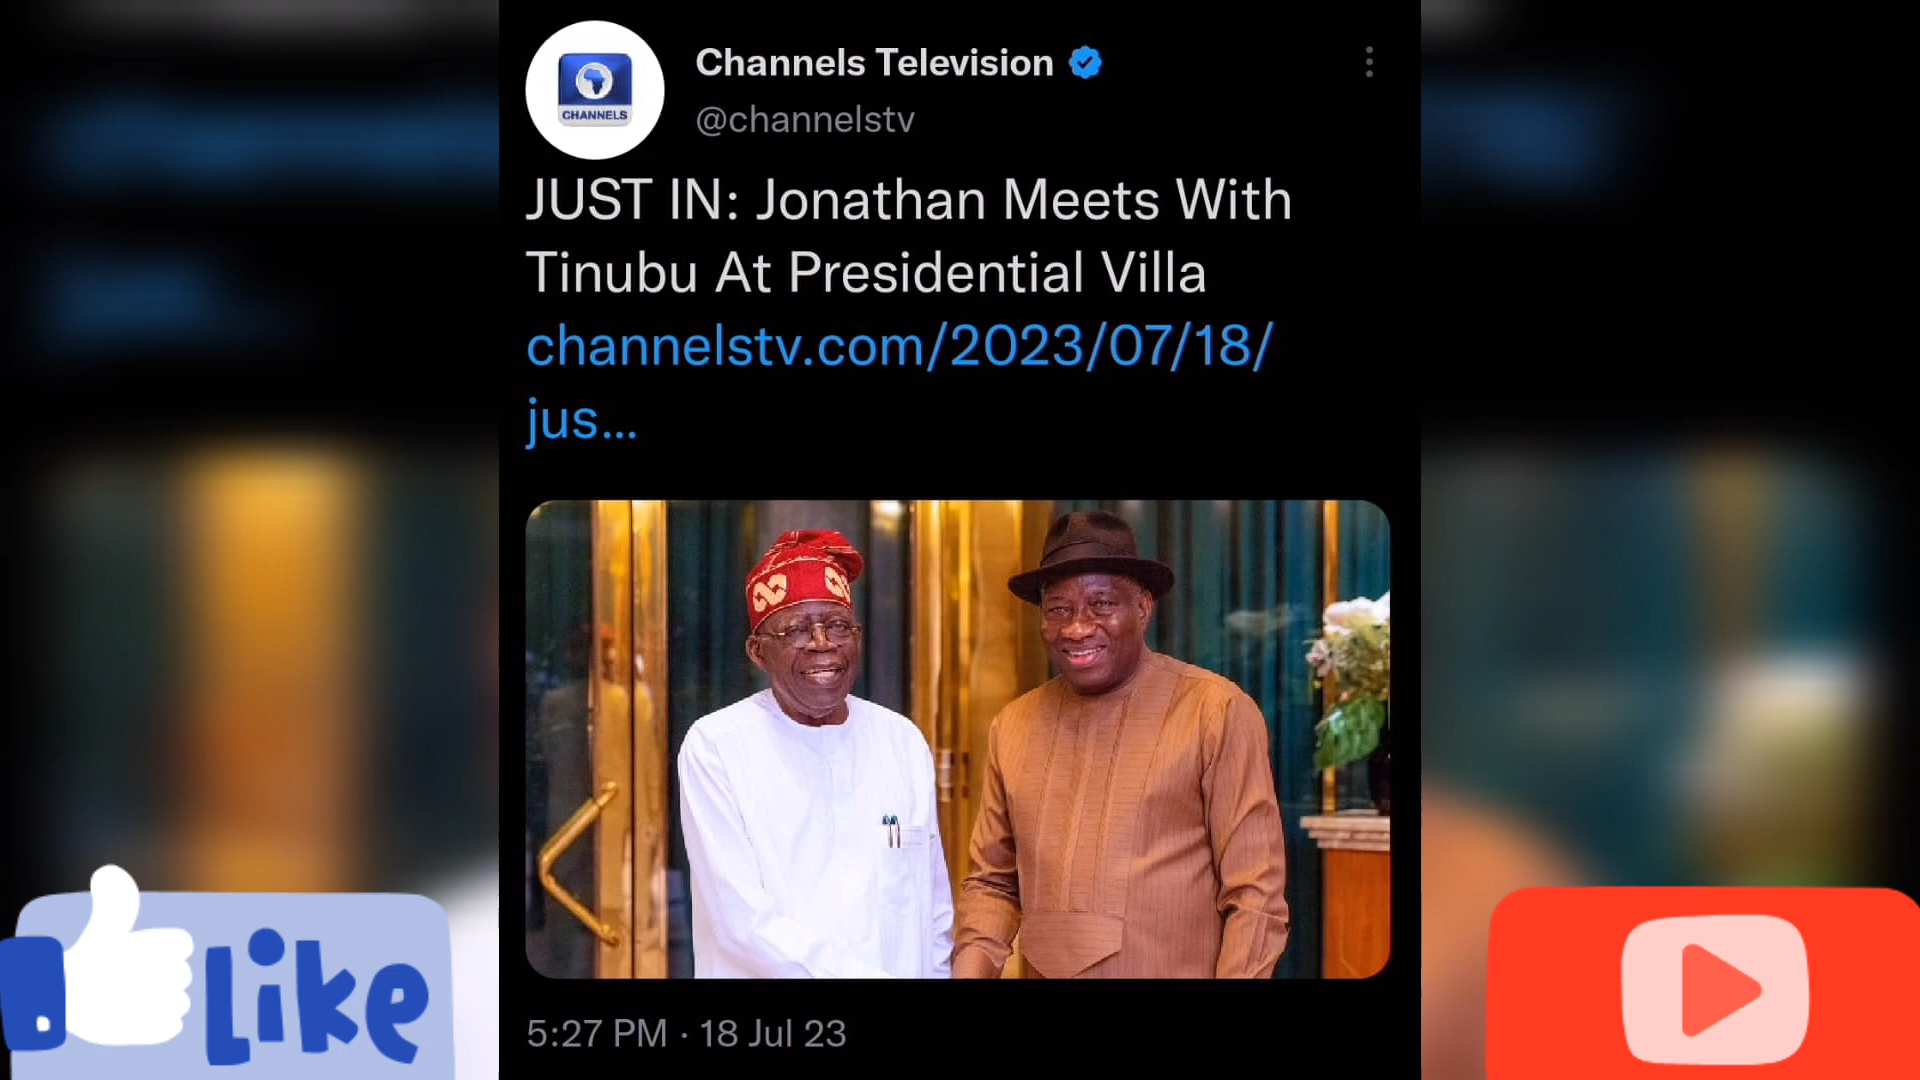 Channels Television
@channelstv
CHANNELS
JUST IN: Jonathan Meets With
Tinubu At Presidential Villa
channelstv.com/2023/07/18/
jus...
5:27 PM · 18 Jul 23
Like